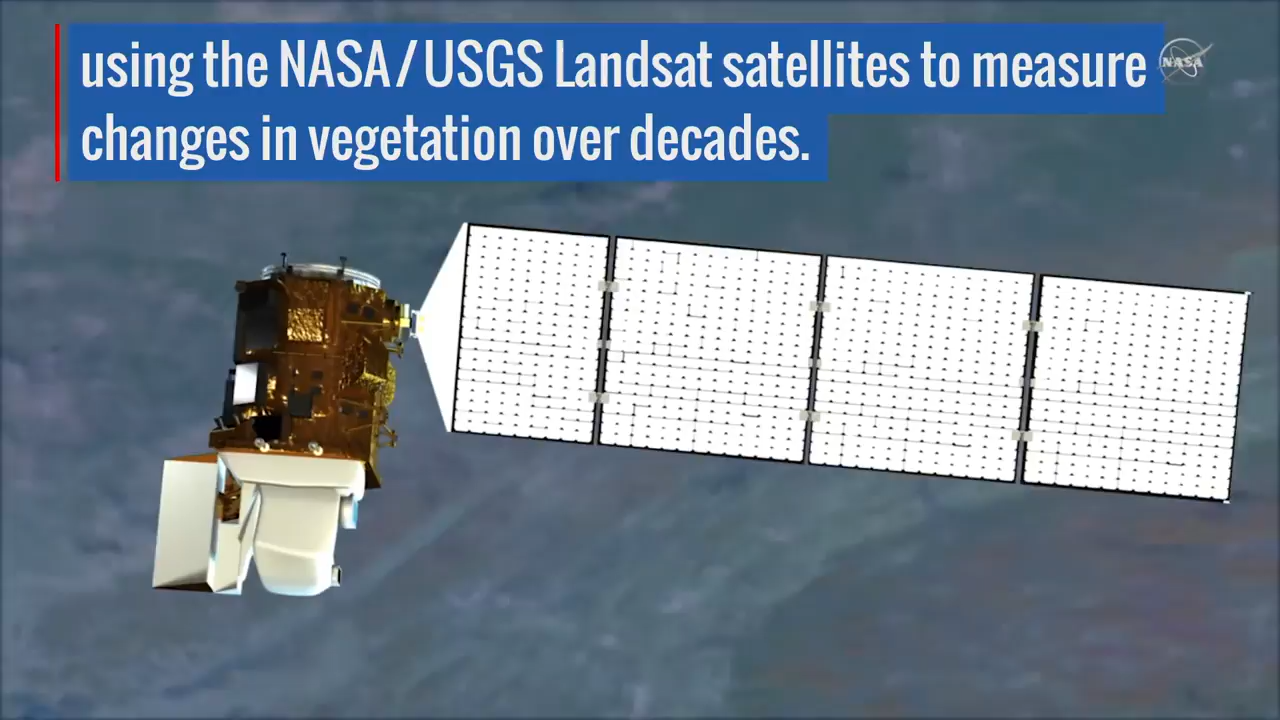 using the NASA/USGS Landsat satellites to measure
changes in vegetation over decades.
NASA